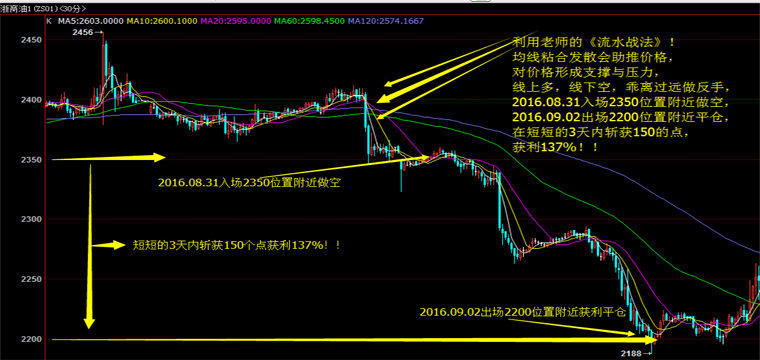 浙商:油1 (ZS01)<30分>
K MA5:2603.0000 MA10:2600.1000 MA20:2595.0000 MA60:2598.4500 MA120:2574.1667
2456
2450
2400
2350
2300
2250
2200
利用老师的《流水战法》！
均线粘合发散会助推价格，
对价格形成支撑与压力，
线上多，线下空，乖离过远做反手，
2016.08.31入场2350位置附近做空，
2016.09.02出场2200位置附近平仓，
在短短的3天内斩获150的点，
获利137%！！
2016.08.31入场2350位置附近做空
短短的3天内斩获150个点获利137%！！
2016.09.02出场2200位置附近获利平仓
2188